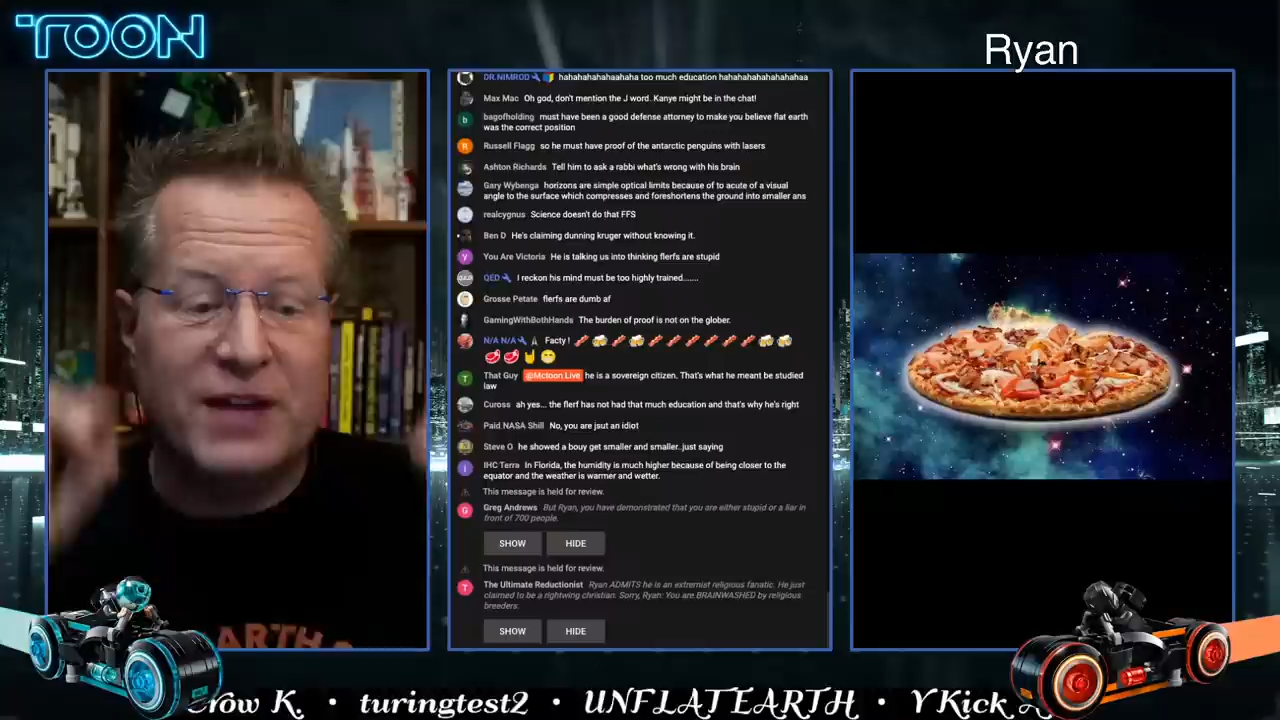 TOON
Ryan
DR.NIMROD hahahahahahaahaha too much education hahahahahahahahaa
Max Mac Oh god, don't mention the J word. Kanye might be in the chat!
bagofholding must have been a good defense attorney to make you believe flat earth
was the correct position
Russell Flagg so he must have proof of the antarctic penguins with lasers
Ashton Richards Tell him to ask a rabbi what's wrong with his brain
Gary Wybenga horizons are simple optical limits because of to acute of a visual
angle to the surface which compresses and foreshortens the ground into smaller ans
realcygnus Science doesn't do that FFS
Ben D He's claiming dunning kruger without knowing it.
You Are Victoria He is talking us into thinking flerfs are stupid
QED I reckon his mind must be too highly trained.......
Grosse Petate flerfs are dumb af
GamingWithBothHands The burden of proof is not on the glober.
N/A N/A Facty !
That Guy @Mctoon Live he is a sovereign citizen. That's what he meant be studied
law
Cuross ah yes... the flerf has not had that much education and that's why he's right
Paid NASA Shill No, you are jsut an idiot
Steve O he showed a bouy get smaller and smaller..just saying
IHC Terra In Florida, the humidity is much higher because of being closer to the
equator and the weather is warmer and wetter.
This message is held for review.
Greg Andrews But Ryan, you have demonstrated that you are either stupid or a liar in
front of 700 people.
SHOW HIDE
This message is held for review.
The Ultimate Reductionist Ryan ADMITS he is an extremist religious fanatic. He just
claimed to be a rightwing christian. Sorry, Ryan: You are BRAINWASHED by religious
breeders.
SHOW HIDE
ARTH
row K. • turingtest2 • UNFLATEARTH • YKick